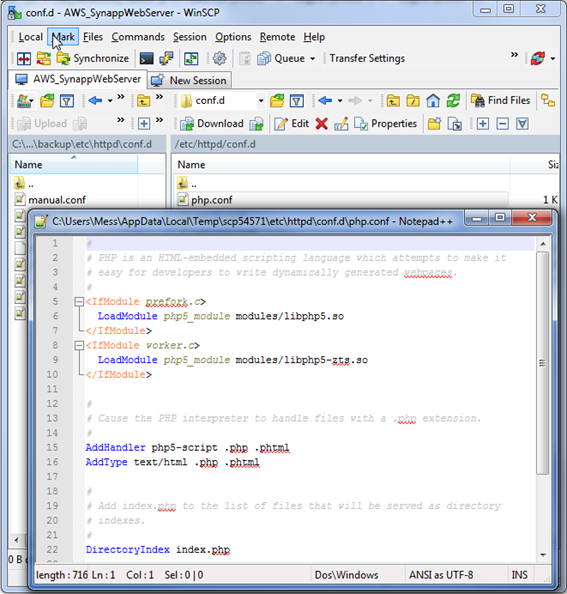 conf.d - AWS_SynappWebServer - WinSCP
Local Mark Files Commands Session Options Remote Help
Synchronize Queue Transfer Settings
AWS_SynappWebServer New Session
conf.d Find Files
Upload Download Edit Properties
C:\...\backup\etc\httpd\conf.d /etc/httpd/conf.d
Name Name
.. ..
manual.conf php.conf 1 K
C:\Users\Mess\AppData\Local\Temp\scp54571\etc\httpd\conf.d\php.conf - Notepad++
1 #
2 # PHP is an HTML-embedded scripting language which attempts to make it
3 # easy for developers to write dynamically generated webpages.
4 #
5 <IfModule prefork.c>
6 LoadModule php5_module modules/libphp5.so
7 </IfModule>
8 <IfModule worker.c>
9 LoadModule php5_module modules/libphp5-zts.so
10 </IfModule>
11
12 #
13 # Cause the PHP interpreter to handle files with a .php extension.
14 #
15 AddHandler php5-script .php .phtml
16 AddType text/html .php .phtml
17
18 #
19 # Add index.php to the list of files that will be served as directory
20 # indexes.
21 #
22 DirectoryIndex index.php
length : 716 Ln : 1 Col : 1 Sel : 0 | 0 Dos\Windows ANSI as UTF-8 INS